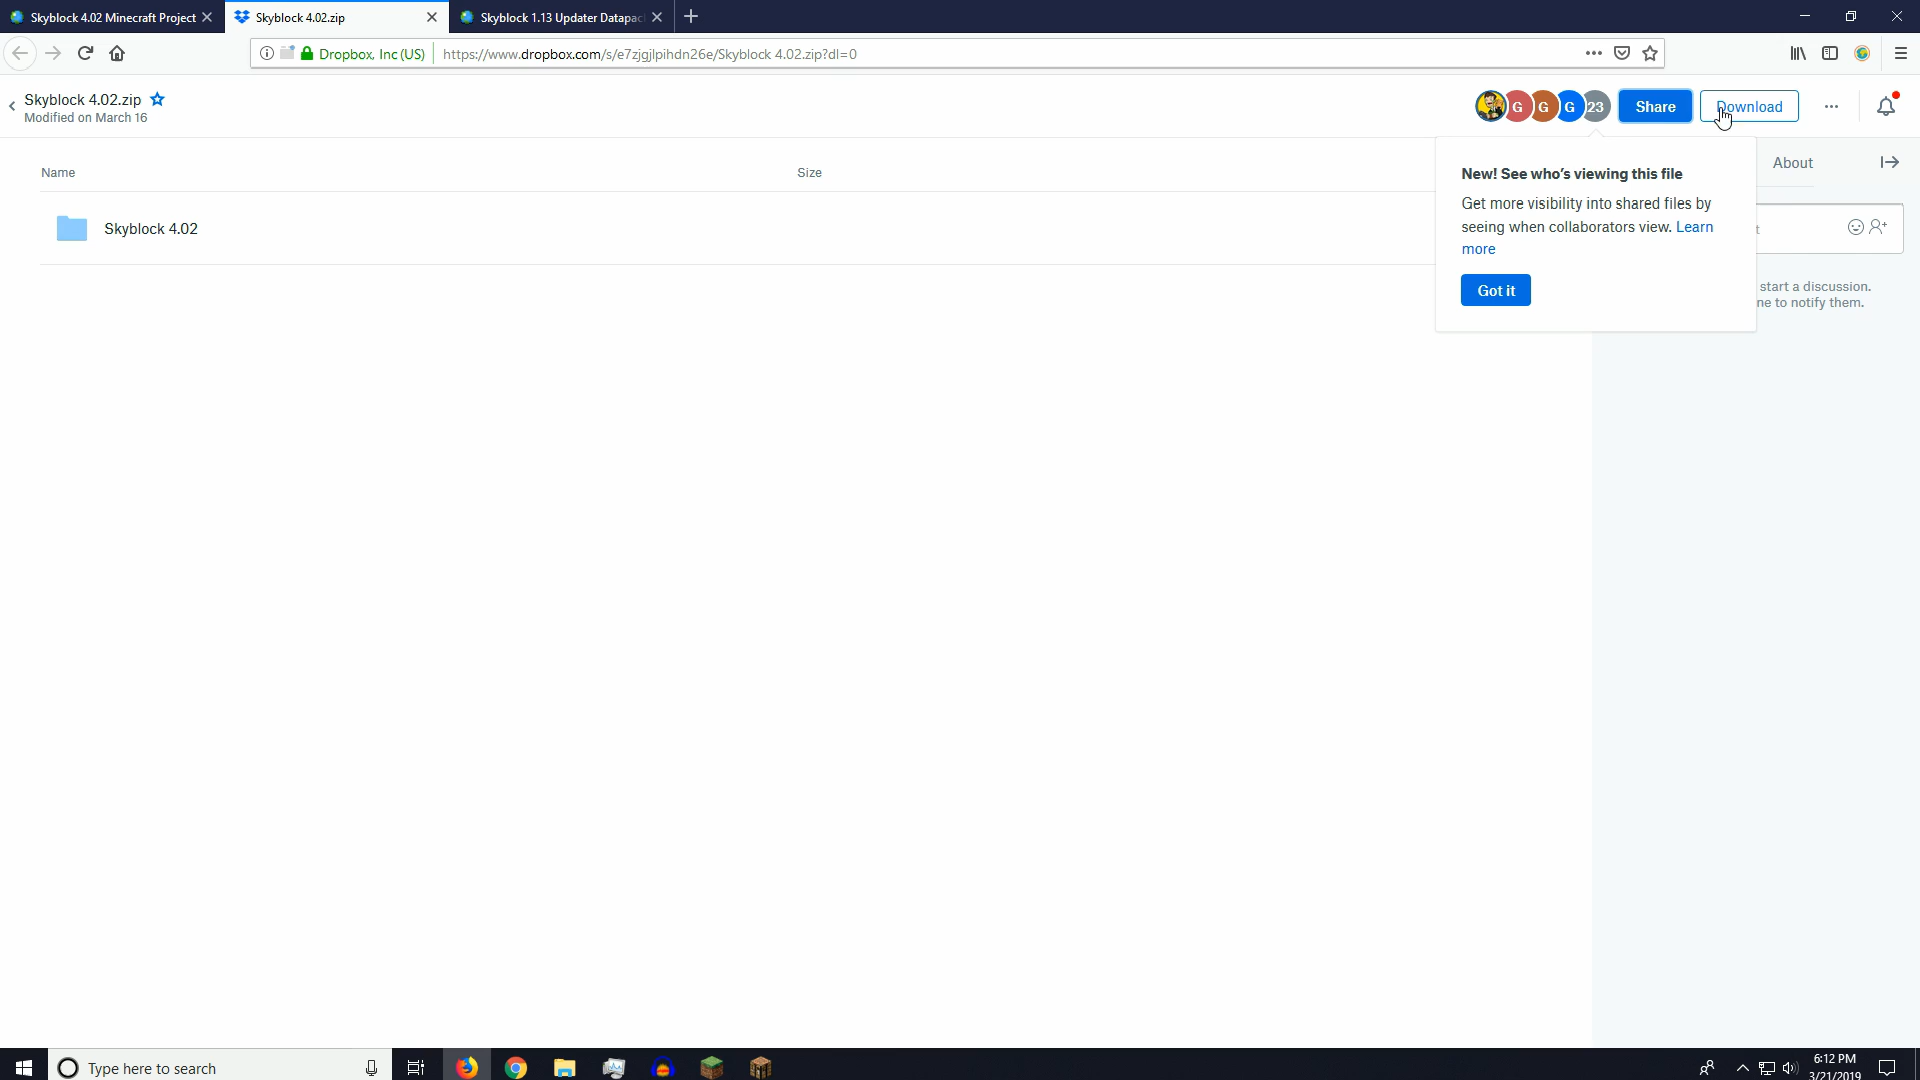 Skyblock 4.02 Minecraft Project
Skyblock 4.02.zip
Skyblock 1.13 Updater Datapac
Dropbox, Inc (US)
https://www.dropbox.com/s/e7zjgjlpihdn26e/Skyblock 4.02.zip?dl=0
Skyblock 4.02.zip
Modified on March 16
G
G
G
23
Share
Download
Name
Size
About
Skyblock 4.02
New! See who's viewing this file
Get more visibility into shared files by
seeing when collaborators view. Learn
more
Got it
t
start a discussion.
ne to notify them.
Type here to search
6:12 PM
3/21/2019